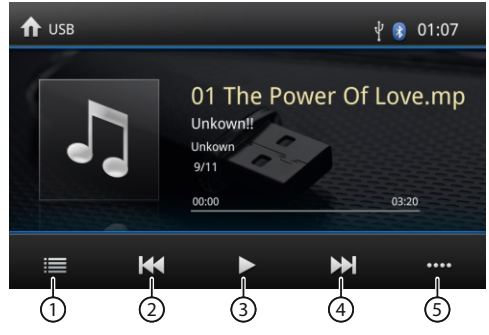 USB 01:07
01 The Power Of Love.mp
Unkown!!
Unkown
9/11
00:00 03:20
1 2 3 4 5